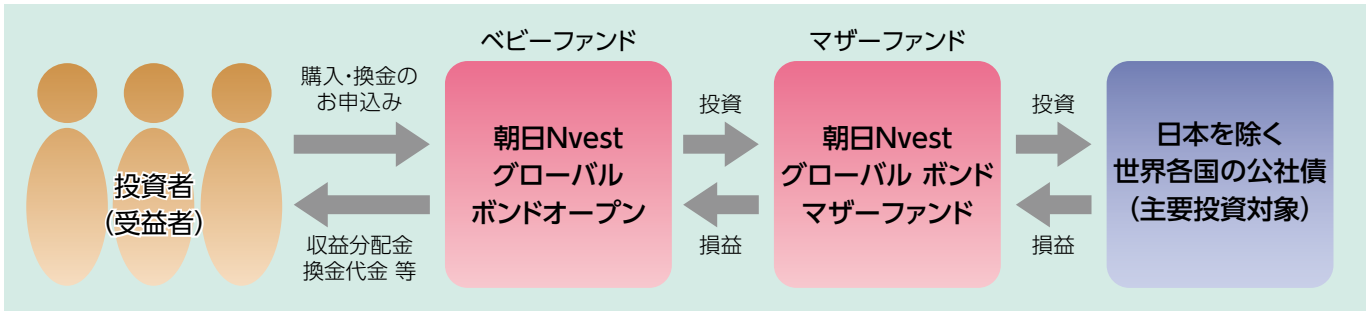 ベビーファンド
マザーファンド
購入・換金の
お申込み
投資者
(受益者)
収益分配金
換金代金 等
朝日Nvest
グローバル
ボンドオープン
投資
損益
朝日Nvest
グローバル ボンド
マザーファンド
投資
損益
日本を除く
世界各国の公社債
(主要投資対象)